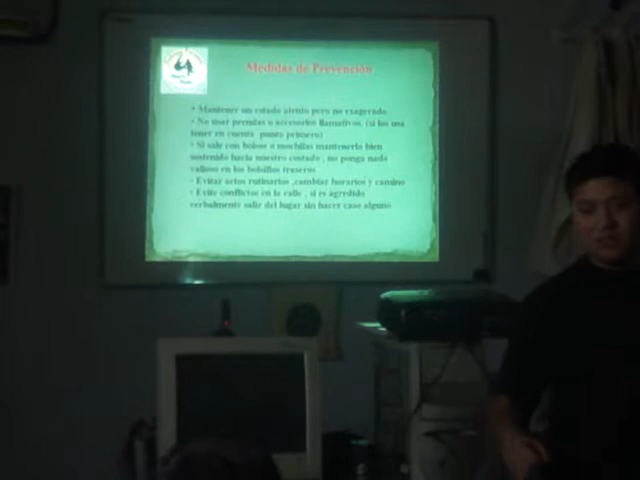 Medidas de Prevención
• Mantener un estado atento pero no exagerado
• No usar prendas o accesorios llamativos. (si los usa
tener en cuenta punto primero)
• Si sale con bolsos o mochilas mantenerlo bien
sostenido hacia nuestro costado , no ponga nada
valioso en los bolsillos traseros
• Evitar actos rutinarios ,cambiar horarios y camino
• Evite conflictos en la calle , si es agredido
verbalmente salir del lugar sin hacer caso alguno